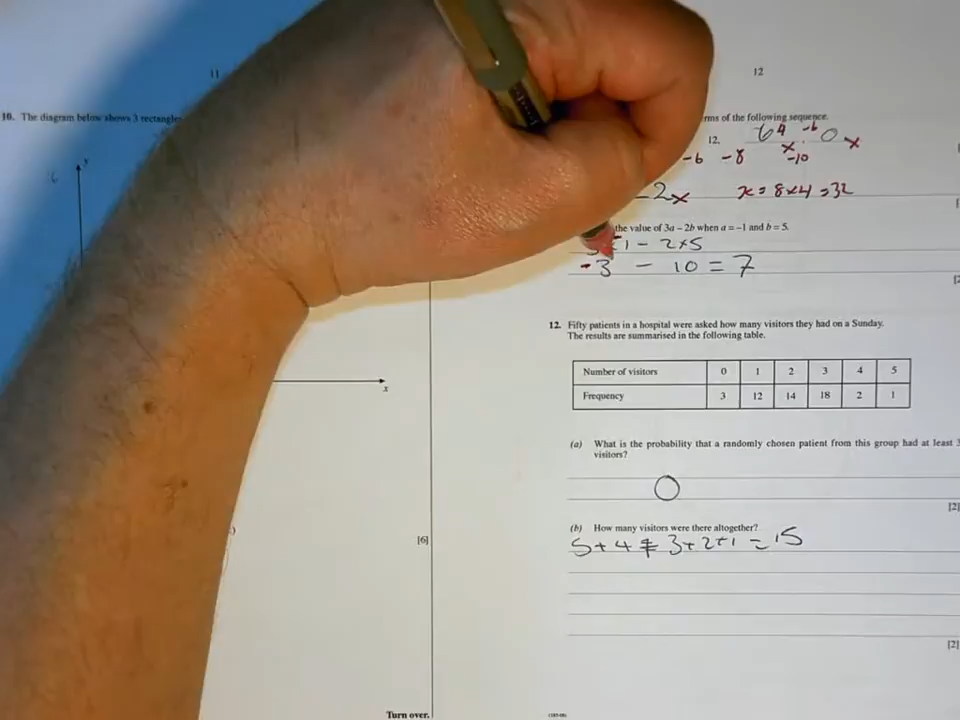 11
10. The diagram below shows 3 rectangles
y
x
[6]
Turn over.
12
rms of the following sequence.
12. 64 -6 0 x
-6 -8 x -10
-2x x = 8x4 = 32
the value of 3a – 2b when a = –1 and b = 5.
1 - 2x5
-3 - 10 = 7
[2
12. Fifty patients in a hospital were asked how many visitors they had on a Sunday.
The results are summarised in the following table.
Number of visitors 0 1 2 3 4 5
Frequency 3 12 14 18 2 1
(a) What is the probability that a randomly chosen patient from this group had at least 3
visitors?
O
[2]
(b) How many visitors were there altogether?
5+4 + 3+2+1 = 15
[2]